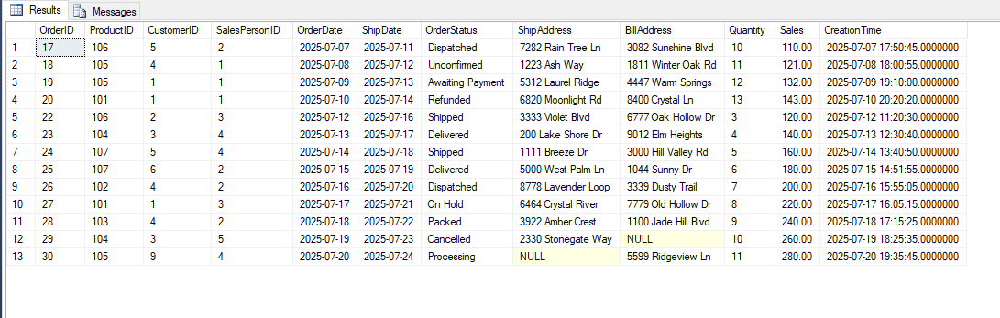 Results Messages
OrderID ProductID CustomerID SalesPersonID OrderDate ShipDate OrderStatus ShipAddress BillAddress Quantity Sales CreationTime
1 17 106 5 2 2025-07-07 2025-07-11 Dispatched 7282 Rain Tree Ln 3082 Sunshine Blvd 10 110.00 2025-07-07 17:50:45.0000000
2 18 105 4 1 2025-07-08 2025-07-12 Unconfirmed 1223 Ash Way 1811 Winter Oak Rd 11 121.00 2025-07-08 18:00:55.0000000
3 19 105 1 1 2025-07-09 2025-07-13 Awaiting Payment 5312 Laurel Ridge 4447 Warm Springs 12 132.00 2025-07-09 19:10:00.0000000
4 20 101 1 1 2025-07-10 2025-07-14 Refunded 6820 Moonlight Rd 8400 Crystal Ln 13 143.00 2025-07-10 20:20:20.0000000
5 22 106 2 3 2025-07-12 2025-07-16 Shipped 3333 Violet Blvd 6777 Oak Hollow Dr 3 120.00 2025-07-12 11:20:30.0000000
6 23 104 3 4 2025-07-13 2025-07-17 Delivered 200 Lake Shore Dr 9012 Elm Heights 4 140.00 2025-07-13 12:30:40.0000000
7 24 107 5 4 2025-07-14 2025-07-18 Shipped 1111 Breeze Dr 3000 Hill Valley Rd 5 160.00 2025-07-14 13:40:50.0000000
8 25 107 6 2 2025-07-15 2025-07-19 Delivered 5000 West Palm Ln 1044 Sunny Dr 6 180.00 2025-07-15 14:51:55.0000000
9 26 102 4 2 2025-07-16 2025-07-20 Dispatched 8778 Lavender Loop 3339 Dusty Trail 7 200.00 2025-07-16 15:55:05.0000000
10 27 101 1 3 2025-07-17 2025-07-21 On Hold 6464 Crystal River 7779 Old Hollow Dr 8 220.00 2025-07-17 16:05:15.0000000
11 28 103 4 2 2025-07-18 2025-07-22 Packed 3922 Amber Crest 1100 Jade Hill Blvd 9 240.00 2025-07-18 17:15:25.0000000
12 29 104 3 5 2025-07-19 2025-07-23 Cancelled 2330 Stonegate Way NULL 10 260.00 2025-07-19 18:25:35.0000000
13 30 105 9 4 2025-07-20 2025-07-24 Processing NULL 5599 Ridgeview Ln 11 280.00 2025-07-20 19:35:45.0000000